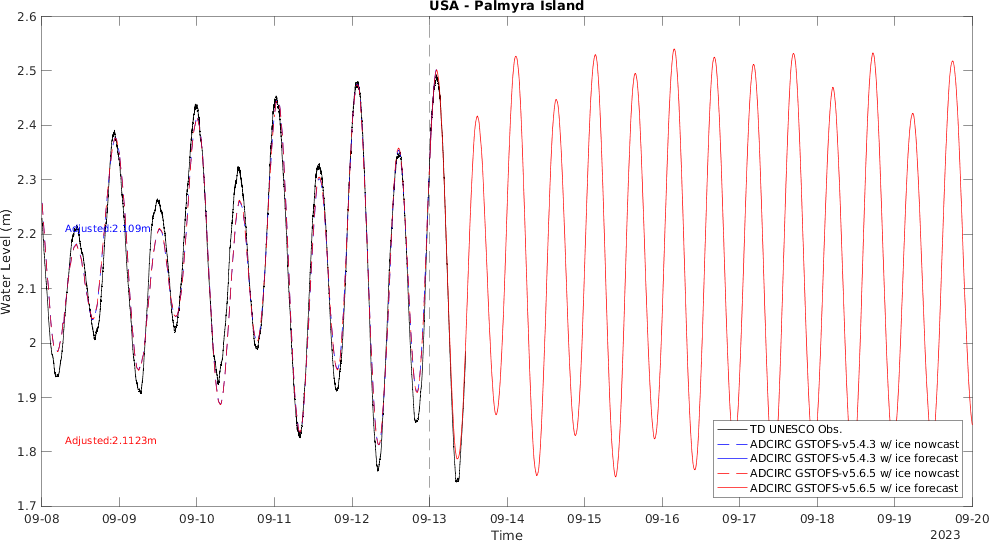 USA - Palmyra Island
2.6
2.5
2.4
2.3
2.2
2.1
2
1.9
1.8
1.7
Water Level (m)
Adjusted:2.109m
Adjusted:2.1123m
TD UNESCO Obs.
ADCIRC GSTOFS-v5.4.3 w/ ice nowcast
ADCIRC GSTOFS-v5.4.3 w/ ice forecast
ADCIRC GSTOFS-v5.6.5 w/ ice nowcast
ADCIRC GSTOFS-v5.6.5 w/ ice forecast
09-08 09-09 09-10 09-11 09-12 09-13 09-14 09-15 09-16 09-17 09-18 09-19 09-20
Time
2023